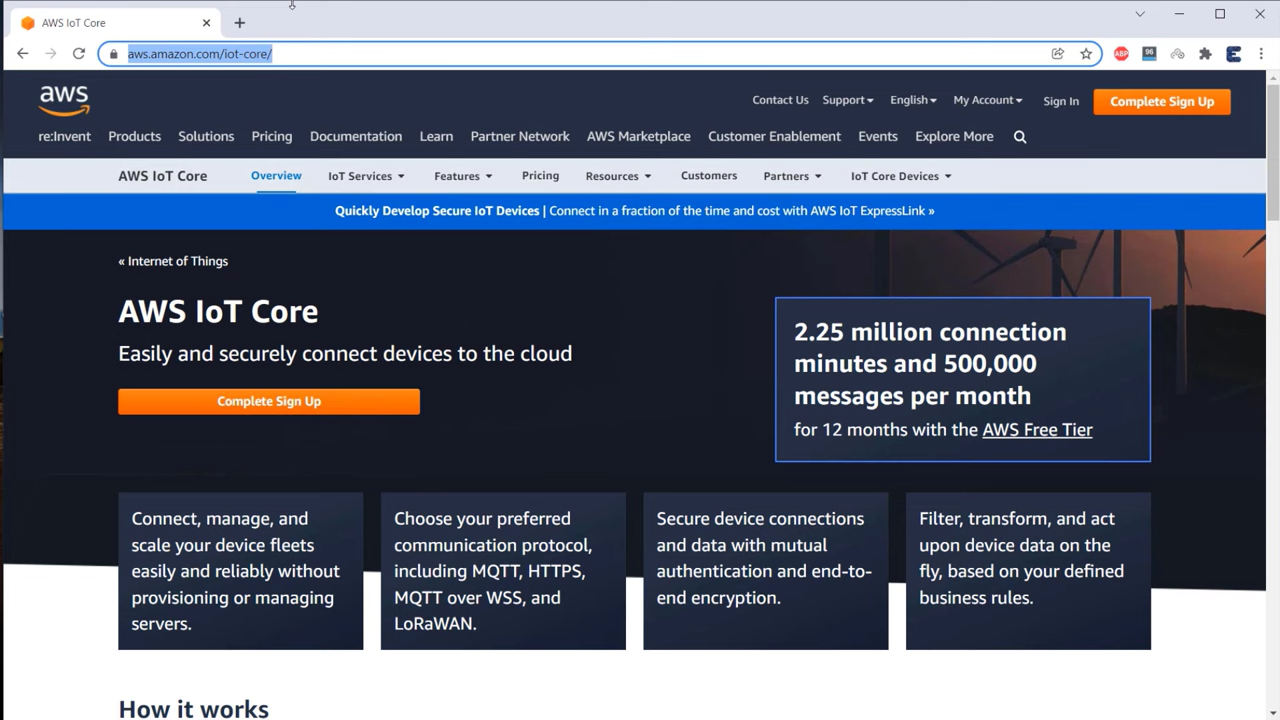 AWS IoT Core
aws.amazon.com/iot-core/
ABP
96
aws
Contact Us Support English My Account Sign In Complete Sign Up
re:Invent Products Solutions Pricing Documentation Learn Partner Network AWS Marketplace Customer Enablement Events Explore More
AWS IoT Core Overview IoT Services Features Pricing Resources Customers Partners IoT Core Devices
Quickly Develop Secure IoT Devices | Connect in a fraction of the time and cost with AWS IoT ExpressLink »
« Internet of Things
AWS IoT Core
Easily and securely connect devices to the cloud
Complete Sign Up
2.25 million connection
minutes and 500,000
messages per month
for 12 months with the AWS Free Tier
Connect, manage, and
scale your device fleets
easily and reliably without
provisioning or managing
servers.
Choose your preferred
communication protocol,
including MQTT, HTTPS,
MQTT over WSS, and
LoRaWAN.
Secure device connections
and data with mutual
authentication and end-to-
end encryption.
Filter, transform, and act
upon device data on the
fly, based on your defined
business rules.
How it works